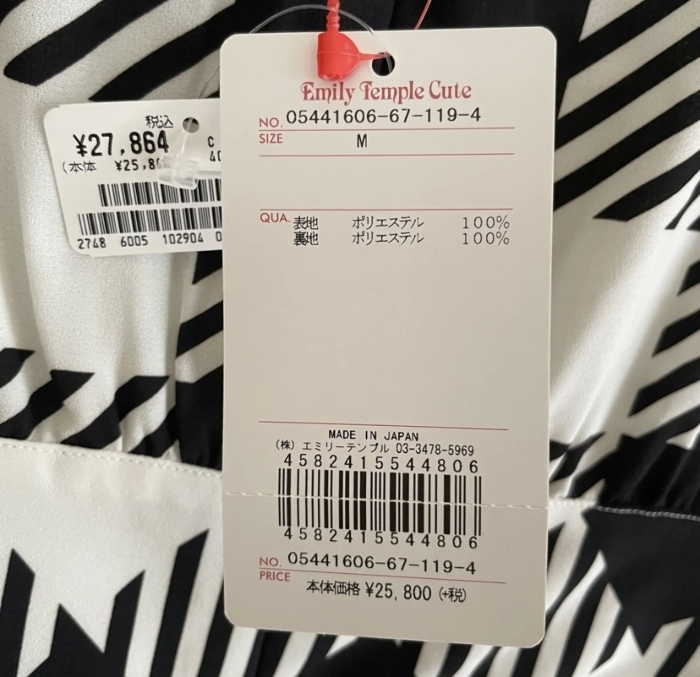 税込
¥27,864
(本体 ¥25,8
2748 6005 102904 0
Emily Temple Cute
NO. 05441606-67-119-4
SIZE M
QUA. 表地 ポリエステル 100%
裏地 ポリエステル 100%
MADE IN JAPAN
(株) エミリーテンプル 03-3478-5969
4582415544806
4582415544806
NO. 05441606-67-119-4
PRICE
本体価格 ¥25,800 (+税)